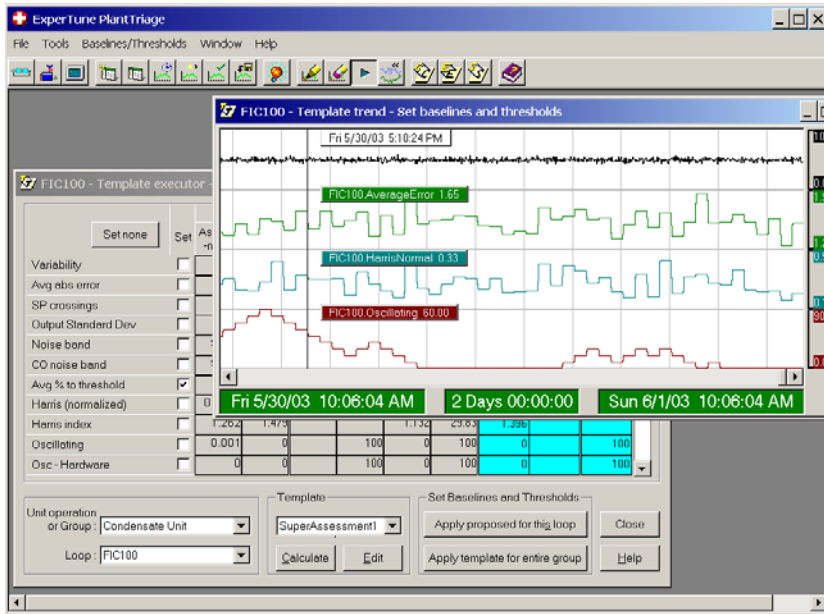 ExperTune PlantTriage
File Tools Baselines/Thresholds Window Help
FIC100 - Template trend - Set baselines and thresholds
Fri 5/30/03 5:10:24 PM
FIC100.AverageError 1.65
FIC100.HarrisNormal 0.33
FIC100.Oscillating 60.00
Fri 5/30/03 10:06:04 AM 2 Days 00:00:00 Sun 6/1/03 10:06:04 AM
FIC100 - Template executor -
Set none Set
Variability
Avg abs error
SP crossings
Output Standard Dev
Noise band
CO noise band
Avg % to threshold
Harris (normalized)
Harris index 1.262 1.479 1.132 29.83 1.396
Oscillating 0.001 0 100 0 100 0 100
Osc - Hardware 0 0 100 0 100 0 100
Unit operation
or Group : Condensate Unit
Loop : FIC100
Template
SuperAssessment1
Calculate Edit
Set Baselines and Thresholds
Apply proposed for this loop Close
Apply template for entire group Help